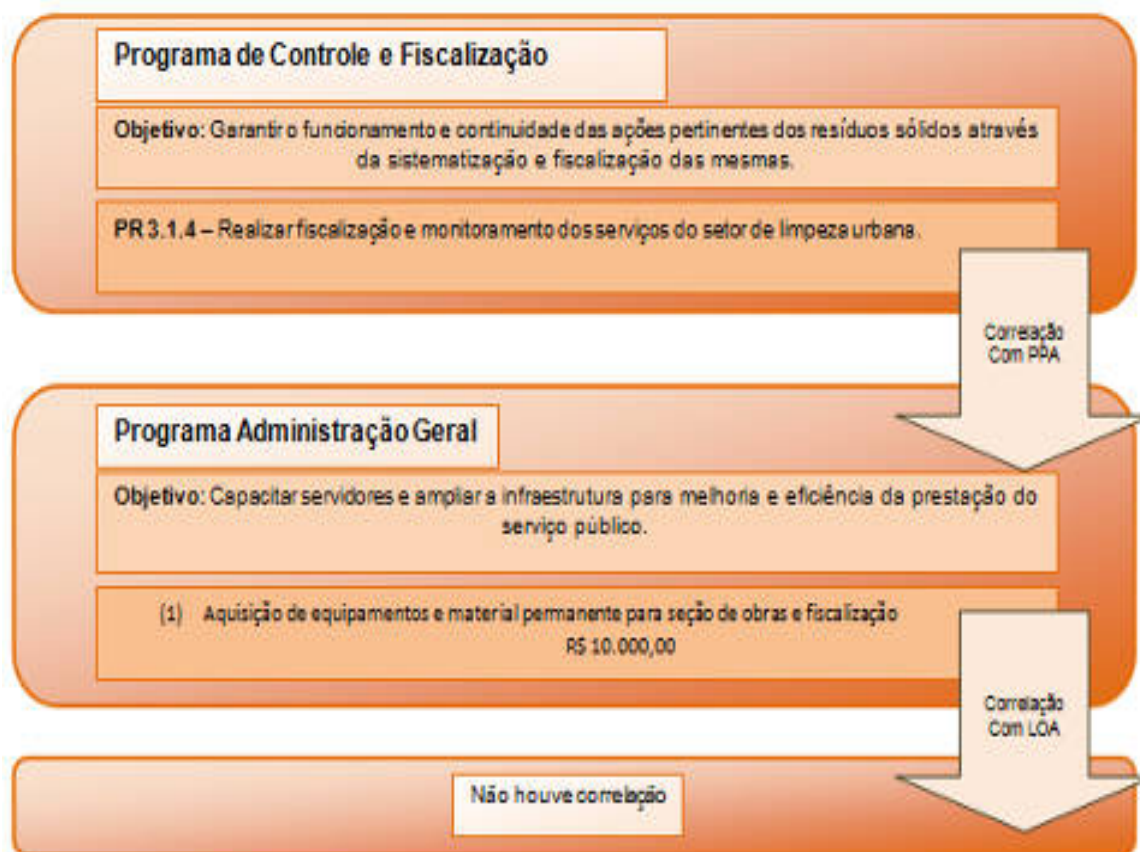 Programa de Controle e Fiscalização
Objetivo: Garantir o funcionamento e continuidade das ações pertinentes dos resíduos sólidos através
da sistematização e fiscalização das mesmas.
PR 3.1.4 – Realizar fiscalização e monitoramento dos serviços do setor de limpeza urbana.
Correlação
Com PPA
Programa Administração Geral
Objetivo: Capacitar servidores e ampliar a infraestrutura para melhoria e eficiência da prestação do
serviço público.
(1) Aquisição de equipamentos e material permanente para seção de obras e fiscalização
R$ 10.000,00
Correlação
Com LOA
Não houve correlação